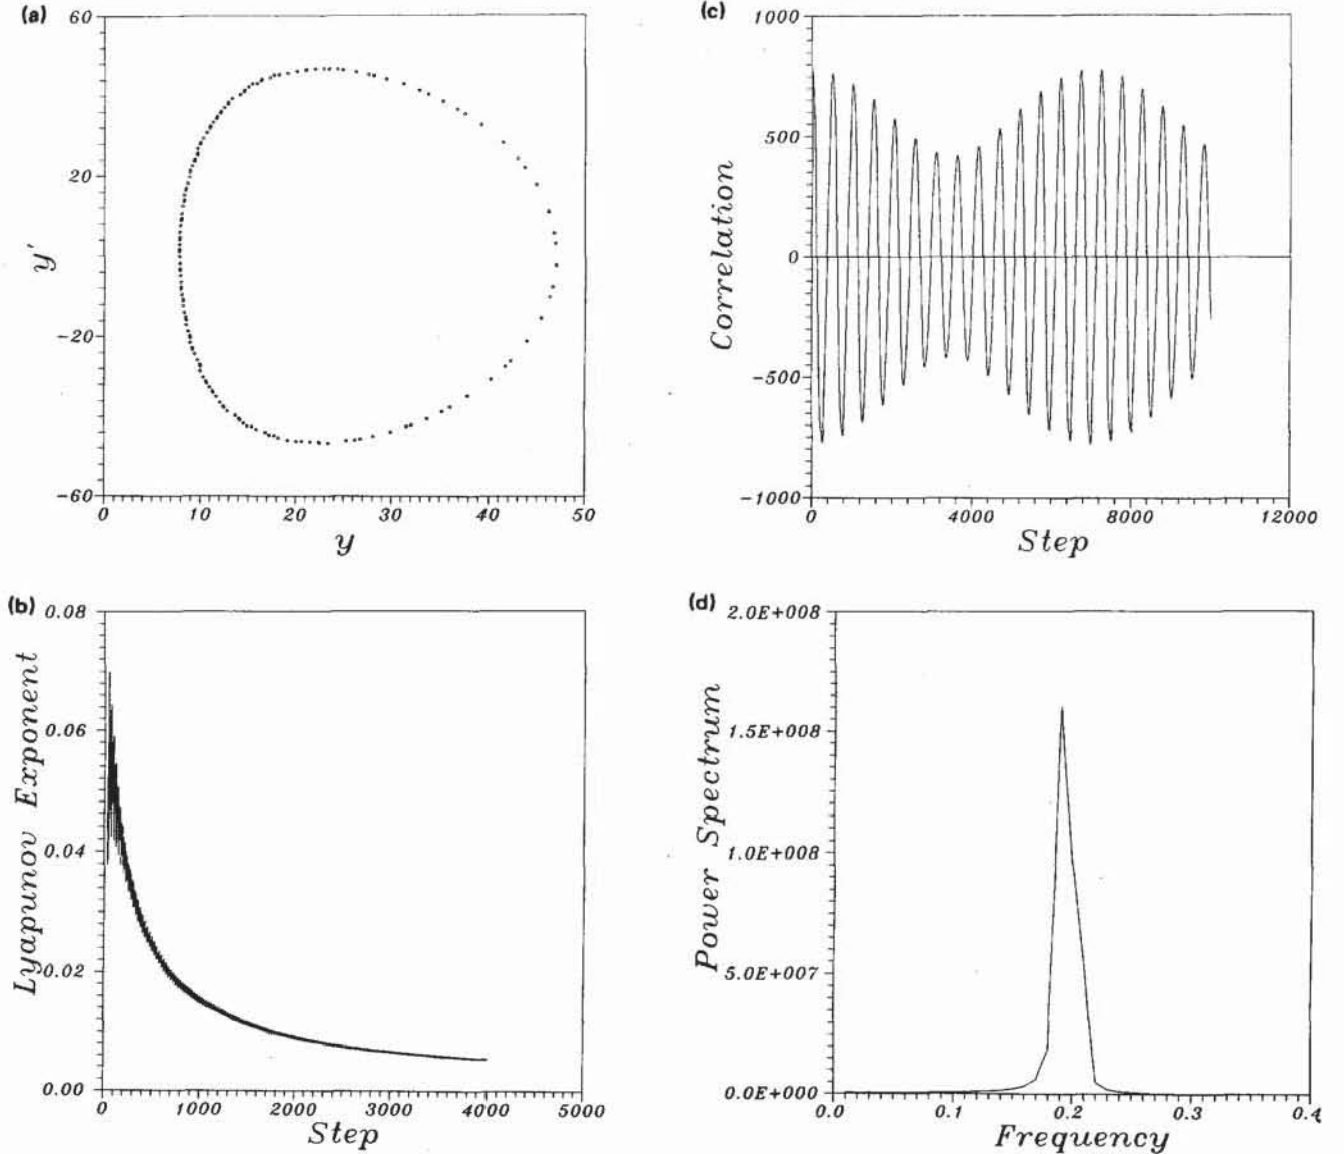 (a)
60
20
-20
-60
y'
0 10 20 30 40 50
y
(b)
0.08
0.06
0.04
0.02
0.00
Lyapunov Exponent
0 1000 2000 3000 4000 5000
Step
(c)
1000
500
0
-500
-1000
Correlation
0 4000 8000 12000
Step
(d)
2.0E+008
1.5E+008
1.0E+008
5.0E+007
0.0E+000
Power Spectrum
0.0 0.1 0.2 0.3 0.4
Frequency